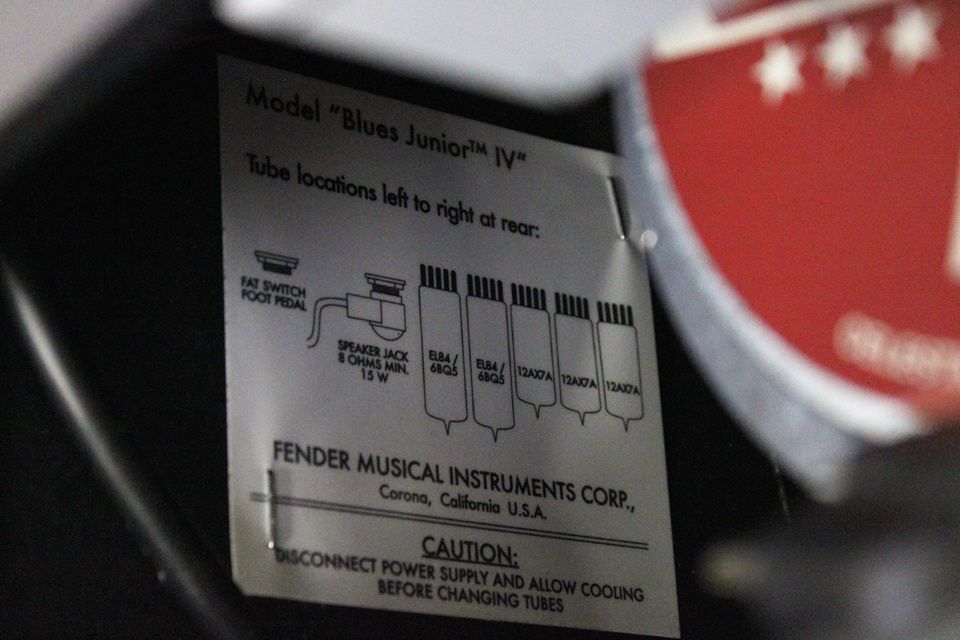 Model "Blues Junior™ IV"
Tube locations left to right at rear:
FAT SWITCH
FOOT PEDAL
SPEAKER JACK
8 OHMS MIN.
15 W
EL84 /
6BQ5
EL84 /
6BQ5
12AX7A
12AX7A
12AX7A
FENDER MUSICAL INSTRUMENTS CORP.,
Corona, California U.S.A.
CAUTION:
DISCONNECT POWER SUPPLY AND ALLOW COOLING
BEFORE CHANGING TUBES